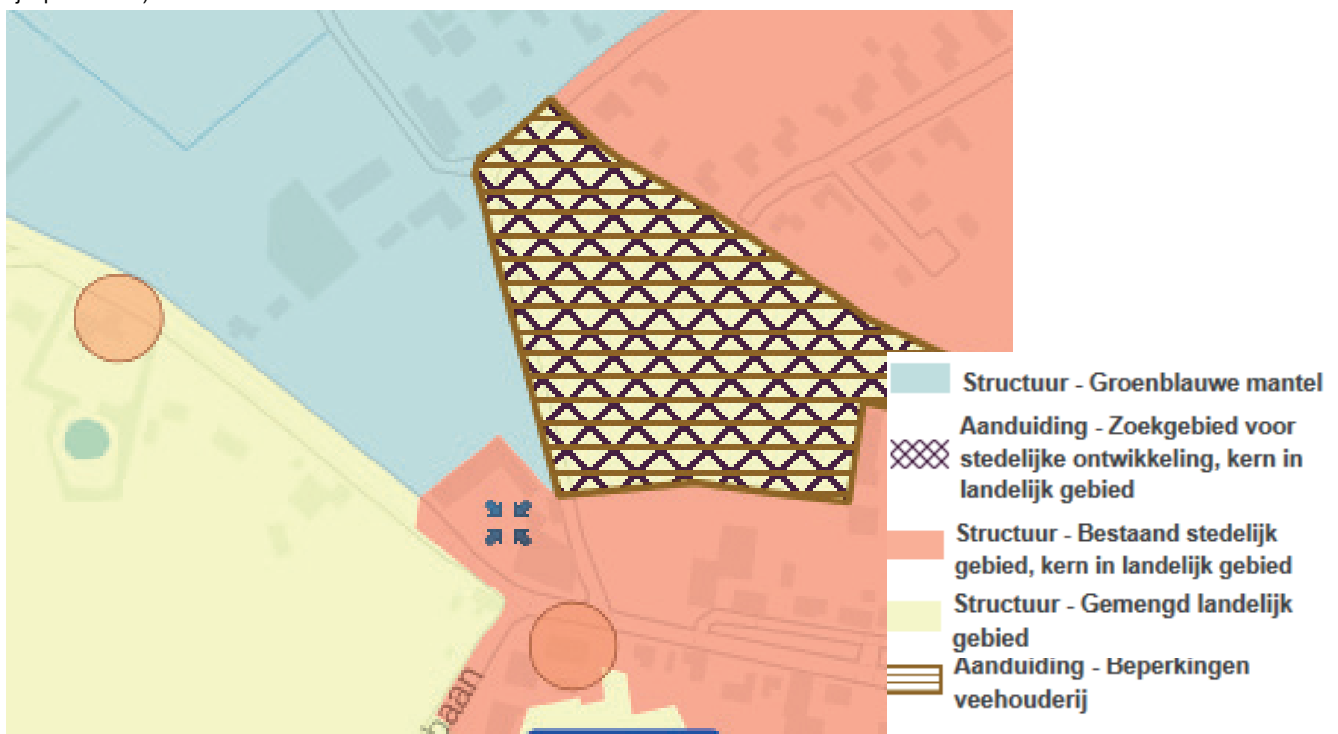 Structuur - Groenblauwe mantel
Aanduiding - Zoekgebied voor
stedelijke ontwikkeling, kern in
landelijk gebied
Structuur - Bestaand stedelijk
gebied, kern in landelijk gebied
Structuur - Gemengd landelijk
gebied
Aanduiding - Beperkingen
veehouderij
baan